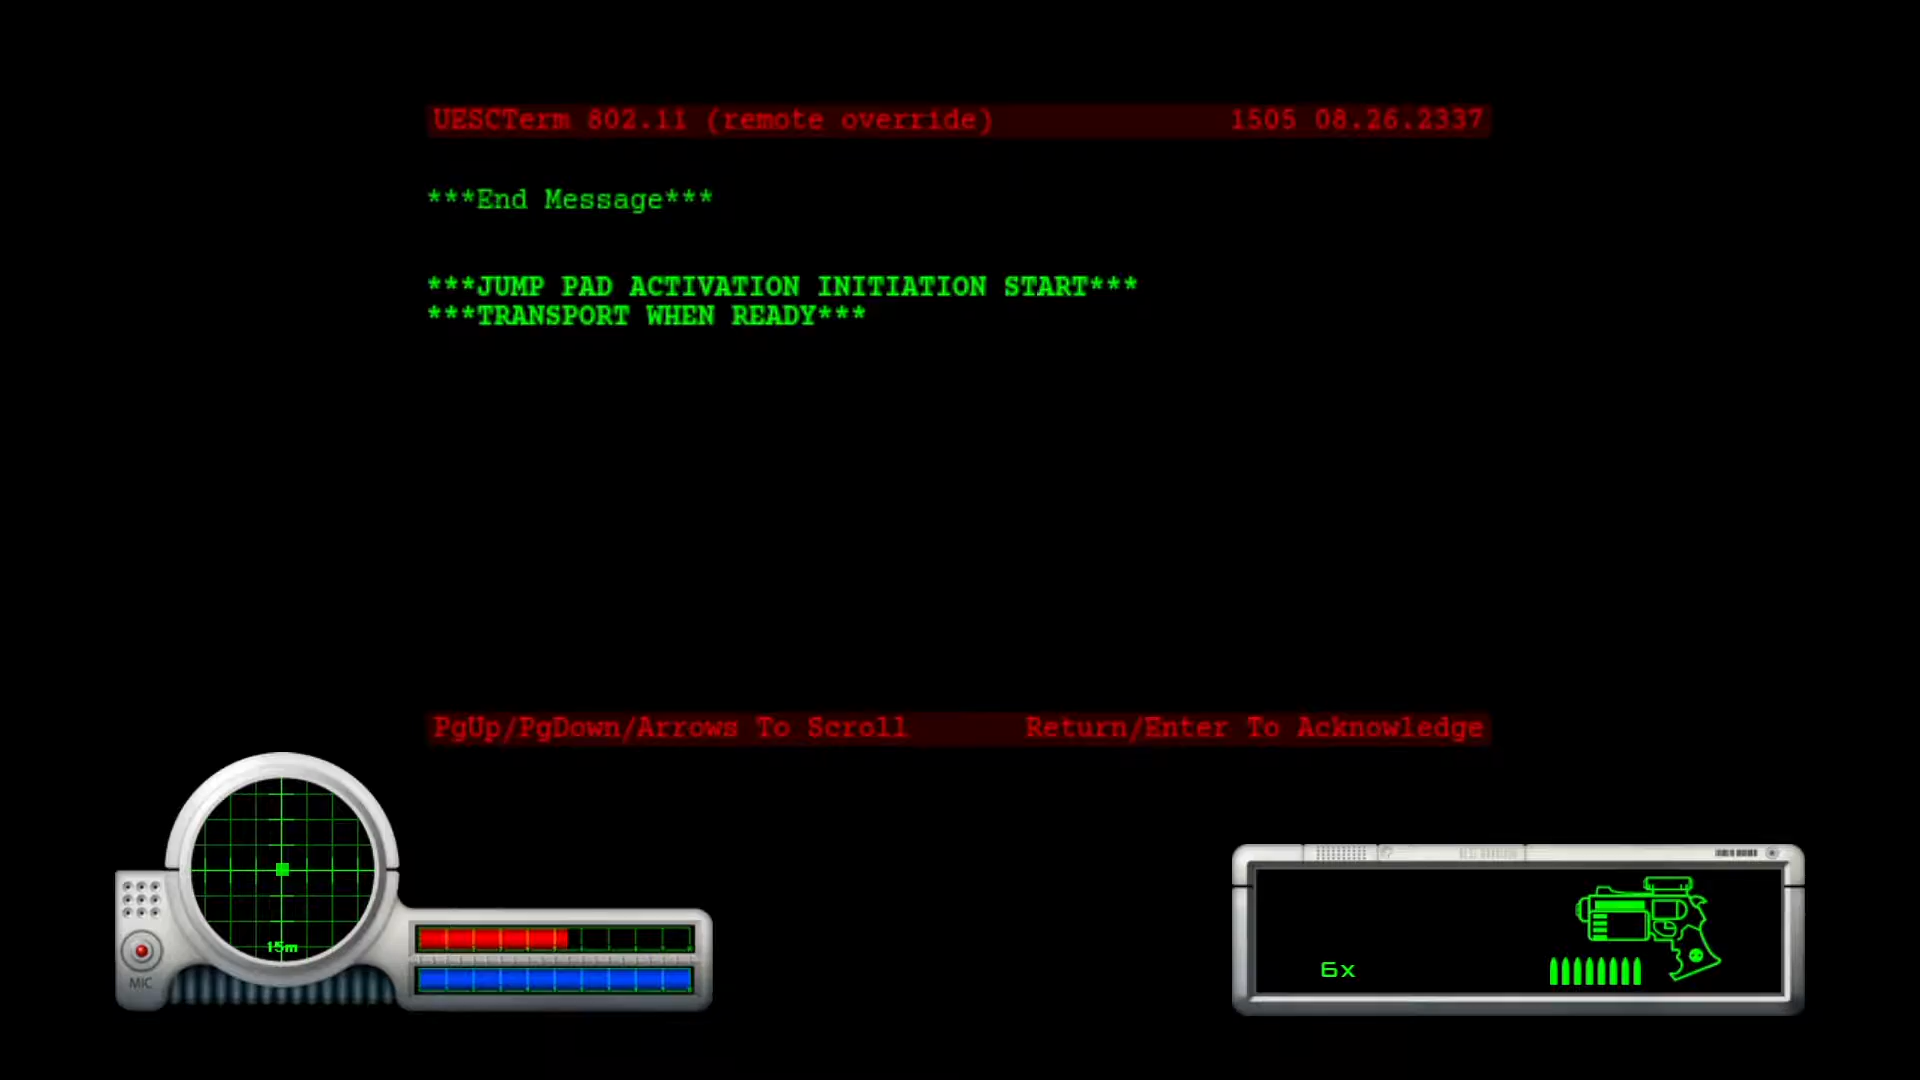 UESCTerm 802.11 (remote override) 1505 08.26.2337
***End Message***
***JUMP PAD ACTIVATION INITIATION START***
***TRANSPORT WHEN READY***
PgUp/PgDown/Arrows To Scroll Return/Enter To Acknowledge
15m
MIC
6x